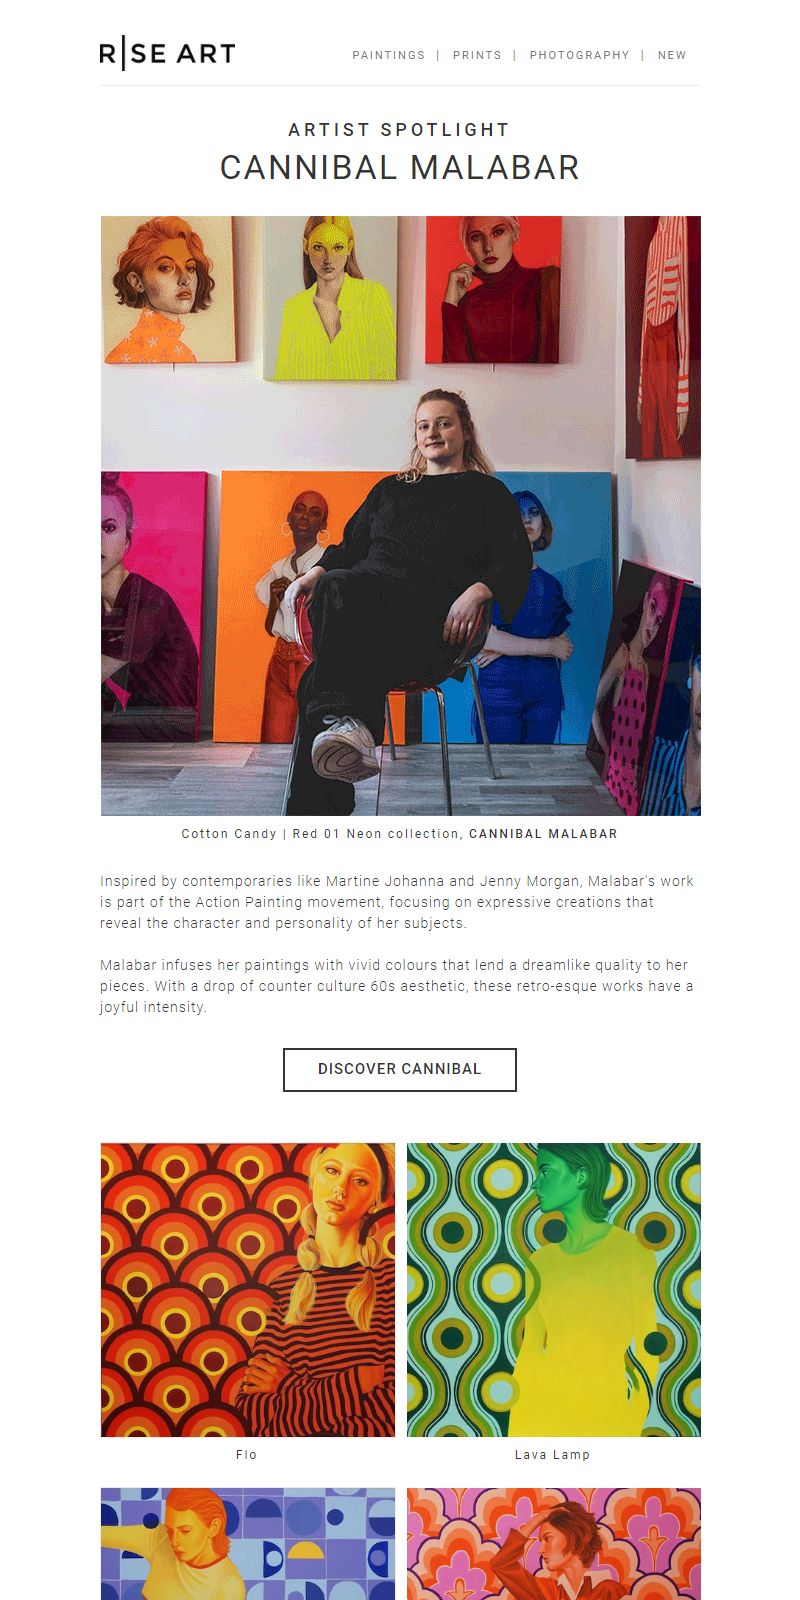 R|SE ART
PAINTINGS | PRINTS | PHOTOGRAPHY | NEW
ARTIST SPOTLIGHT
CANNIBAL MALABAR
Cotton Candy | Red 01 Neon collection, CANNIBAL MALABAR
Inspired by contemporaries like Martine Johanna and Jenny Morgan, Malabar's work
is part of the Action Painting movement, focusing on expressive creations that
reveal the character and personality of her subjects.
Malabar infuses her paintings with vivid colours that lend a dreamlike quality to her
pieces. With a drop of counter culture 60s aesthetic, these retro-esque works have a
joyful intensity.
DISCOVER CANNIBAL
Flo
Lava Lamp